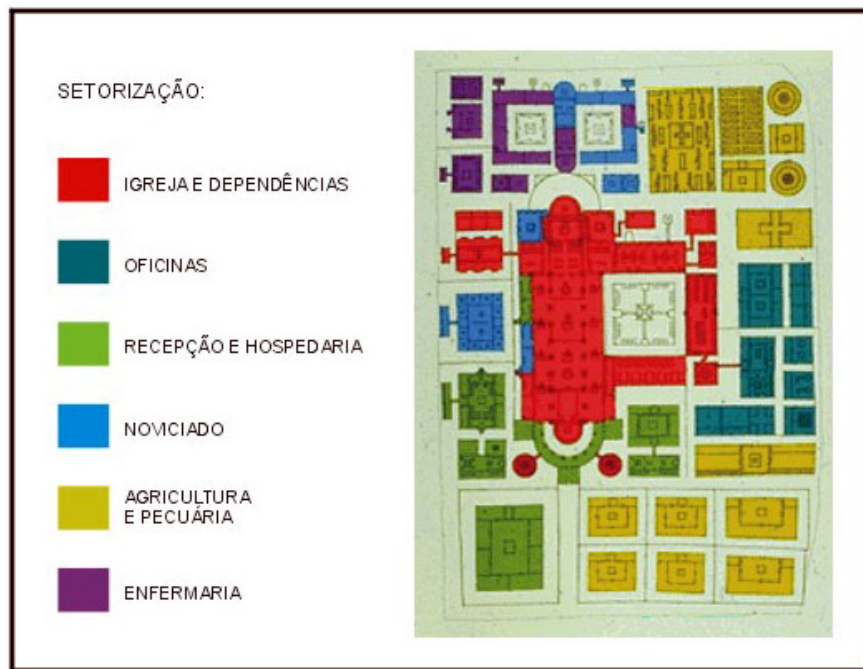 SETORIZAÇÃO:
IGREJA E DEPENDÊNCIAS
OFICINAS
RECEPÇÃO E HOSPEDARIA
NOVICIADO
AGRICULTURA
E PECUÁRIA
ENFERMARIA